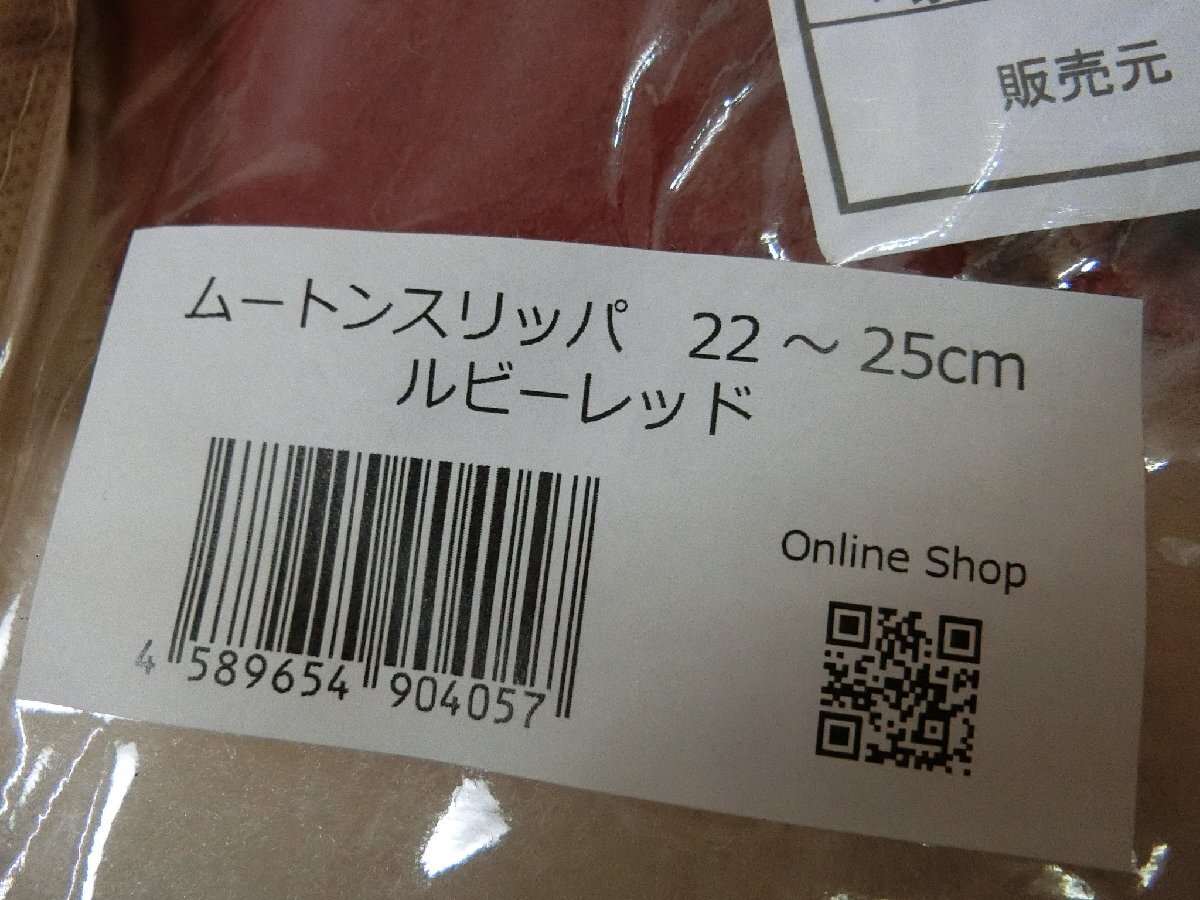 販売元
ムートンスリッパ　22～25cm
ルビーレッド
Online Shop
4 589654 904057